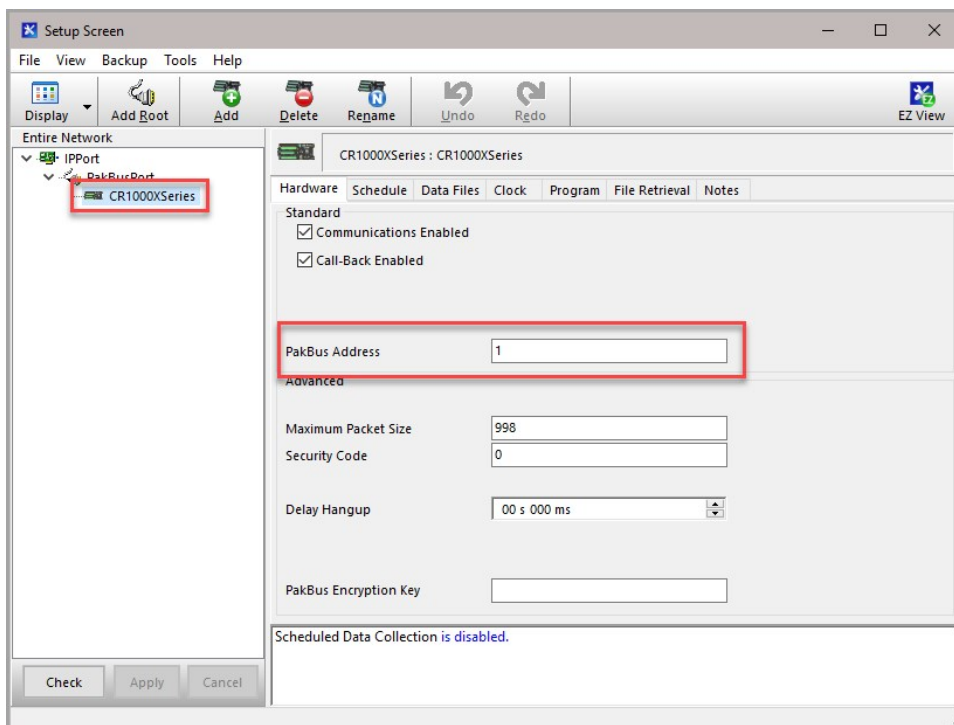 Setup Screen
File View Backup Tools Help
Display Add Root Add Delete Rename Undo Redo EZ View
Entire Network
IPPort
PakBusPort
CR1000XSeries
CR1000XSeries : CR1000XSeries
Hardware Schedule Data Files Clock Program File Retrieval Notes
Standard
Communications Enabled
Call-Back Enabled
PakBus Address 1
Advanced
Maximum Packet Size 998
Security Code 0
Delay Hangup 00 s 000 ms
PakBus Encryption Key
Scheduled Data Collection is disabled.
Check Apply Cancel